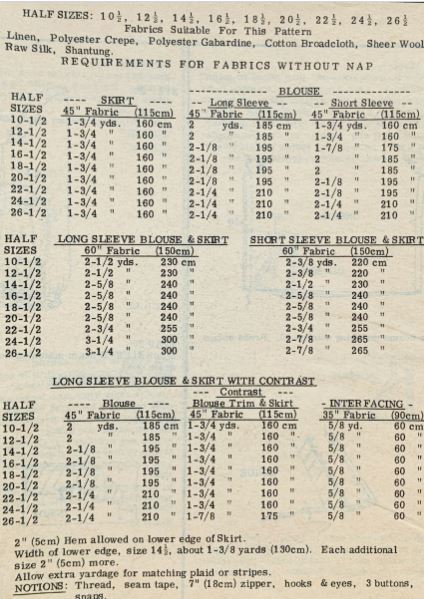 HALF SIZES: 10½, 12½, 14½, 16½, 18½, 20½, 22½, 24½, 26½
Fabrics Suitable For This Pattern
Linen, Polyester Crepe, Polyester Gabardine, Cotton Broadcloth, Sheer Wool
Raw Silk, Shantung.
REQUIREMENTS FOR FABRICS WITHOUT NAP
---------------- BLOUSE ----------------
HALF ---- SKIRT ---- -- Long Sleeve -- -- Short Sleeve --
SIZES 45" Fabric (115cm) 45" Fabric (115cm) 45" Fabric (115cm)
10-1/2 1-3/4 yds. 160 cm 2 yds. 185 cm 1-3/4 yds. 160 cm
12-1/2 1-3/4 " 160 " 2 " 185 " 1-3/4 " 160 "
14-1/2 1-3/4 " 160 " 2-1/8 " 195 " 1-7/8 " 175 "
16-1/2 1-3/4 " 160 " 2-1/8 " 195 " 2 " 185 "
18-1/2 1-3/4 " 160 " 2-1/8 " 195 " 2 " 185 "
20-1/2 1-3/4 " 160 " 2-1/8 " 195 " 2-1/8 " 195 "
22-1/2 1-3/4 " 160 " 2-1/4 " 210 " 2-1/8 " 195 "
24-1/2 1-3/4 " 160 " 2-1/4 " 210 " 2-1/4 " 210 "
26-1/2 1-3/4 " 160 " 2-1/4 " 210 " 2-1/4 " 210 "
HALF LONG SLEEVE BLOUSE & SKIRT SHORT SLEEVE BLOUSE & SKIRT
SIZES 60" Fabric (150cm) 60" Fabric (150cm)
10-1/2 2-1/2 yds. 230 cm 2-3/8 yds. 220 cm
12-1/2 2-1/2 " 230 " 2-3/8 " 220 "
14-1/2 2-5/8 " 240 " 2-1/2 " 230 "
16-1/2 2-5/8 " 240 " 2-5/8 " 240 "
18-1/2 2-5/8 " 240 " 2-5/8 " 240 "
20-1/2 2-5/8 " 240 " 2-5/8 " 240 "
22-1/2 2-3/4 " 255 " 2-3/4 " 255 "
24-1/2 3-1/4 " 300 " 2-7/8 " 265 "
26-1/2 3-1/4 " 300 " 2-7/8 " 265 "
LONG SLEEVE BLOUSE & SKIRT WITH CONTRAST
--- Contrast ---
HALF ---- Blouse ---- Blouse Trim & Skirt - INTERFACING -
SIZES 45" Fabric (115cm) 45" Fabric (115cm) 35" Fabric (90cm)
10-1/2 2 yds. 185 cm 1-3/4 yds. 160 cm 5/8 yd. 60 cm
12-1/2 2 " 185 " 1-3/4 " 160 " 5/8 " 60 "
14-1/2 2-1/8 " 195 " 1-3/4 " 160 " 5/8 " 60 "
16-1/2 2-1/8 " 195 " 1-3/4 " 160 " 5/8 " 60 "
18-1/2 2-1/8 " 195 " 1-3/4 " 160 " 5/8 " 60 "
20-1/2 2-1/8 " 195 " 1-3/4 " 160 " 5/8 " 60 "
22-1/2 2-1/4 " 210 " 1-3/4 " 160 " 5/8 " 60 "
24-1/2 2-1/4 " 210 " 1-3/4 " 160 " 5/8 " 60 "
26-1/2 2-1/4 " 210 " 1-7/8 " 175 " 5/8 " 60 "
2" (5cm) Hem allowed on lower edge of Skirt.
Width of lower edge, size 14½, about 1-3/8 yards (130cm). Each additional
size 2" (5cm) more.
Allow extra yardage for matching plaid or stripes.
NOTIONS: Thread, seam tape, 7" (18cm) zipper, hooks & eyes, 3 buttons,
snaps.